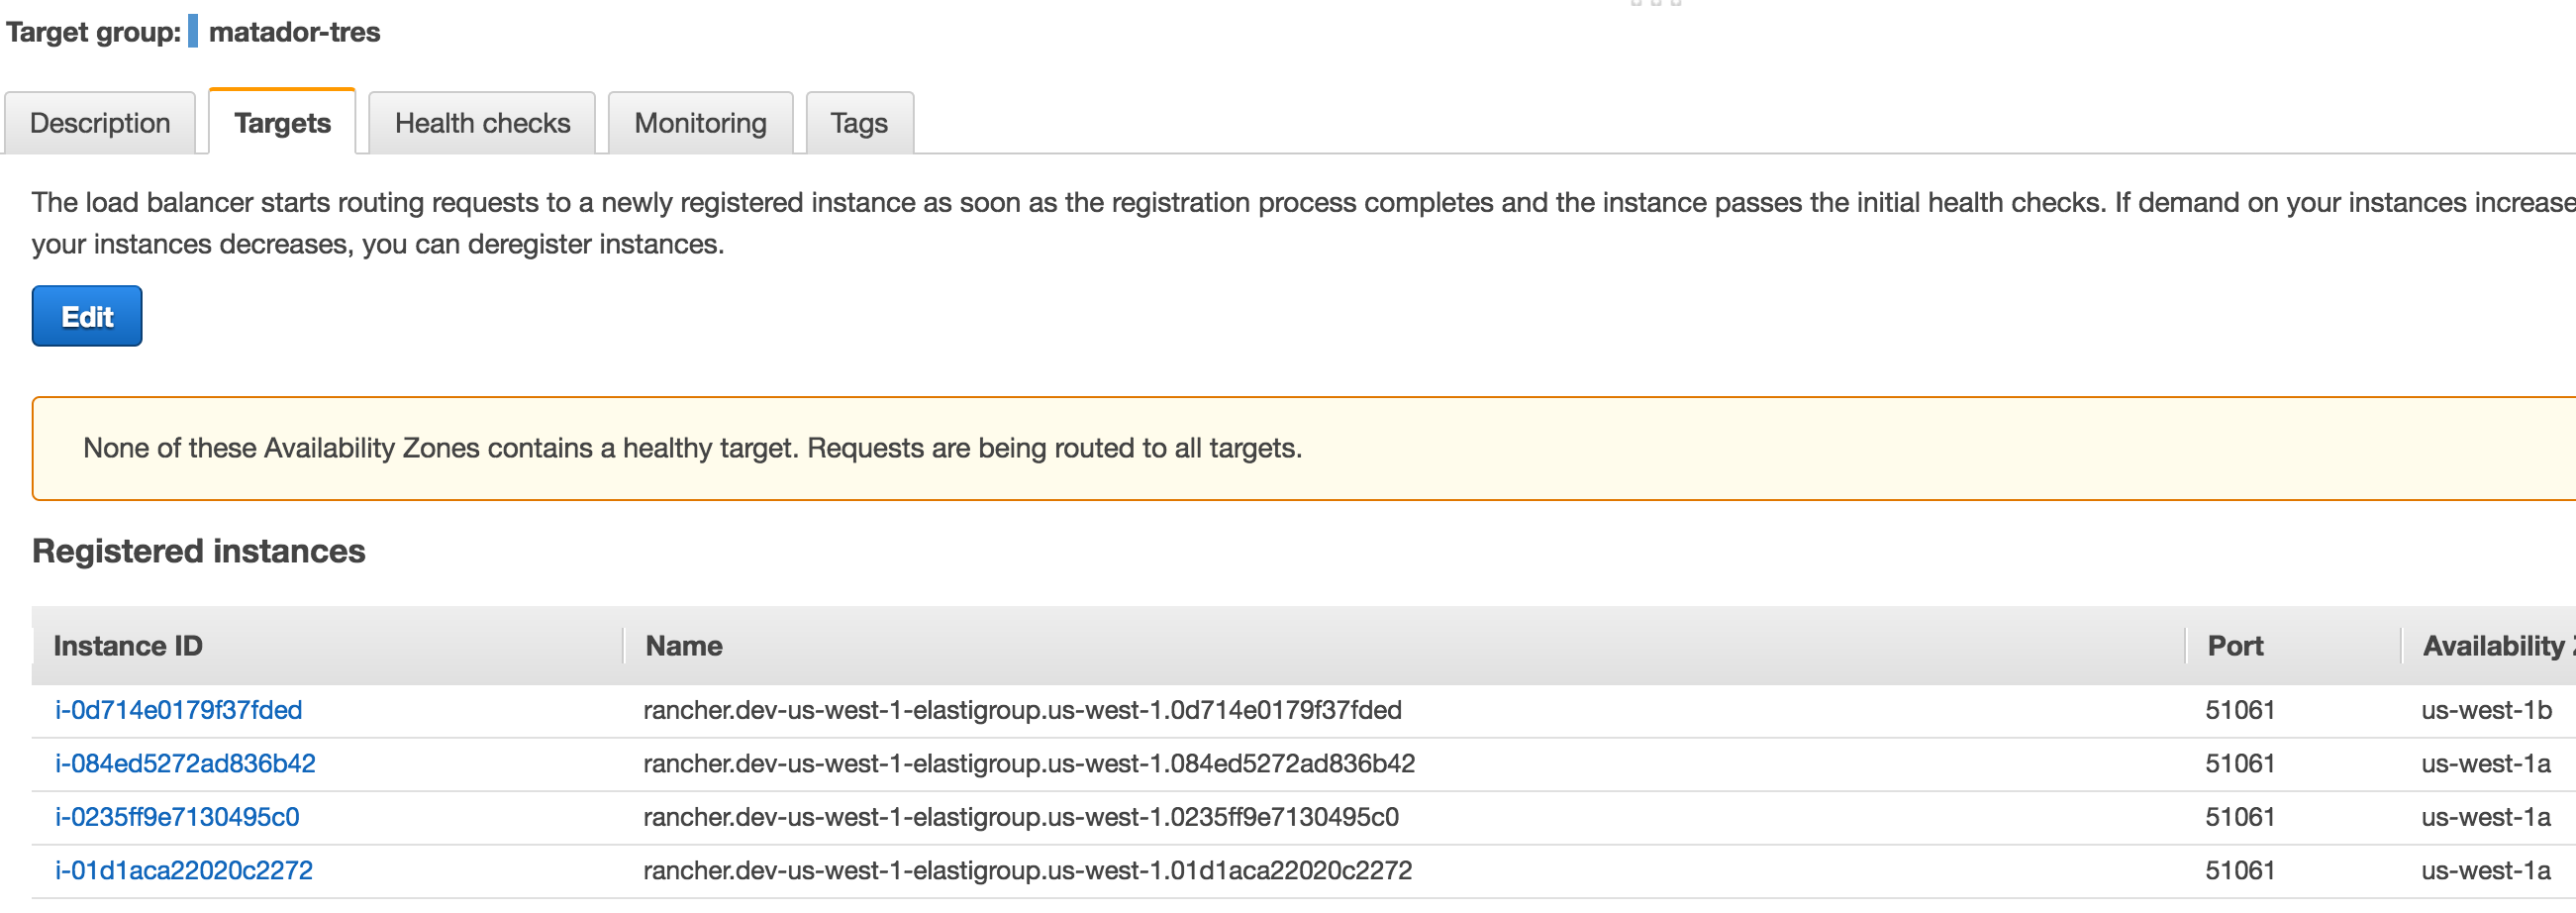 Target group: matador-tres
Description Targets Health checks Monitoring Tags
The load balancer starts routing requests to a newly registered instance as soon as the registration process completes and the instance passes the initial health checks. If demand on your instances increase
your instances decreases, you can deregister instances.
Edit
None of these Availability Zones contains a healthy target. Requests are being routed to all targets.
Registered instances
Instance ID Name Port Availability
i-0d714e0179f37fded rancher.dev-us-west-1-elastigroup.us-west-1.0d714e0179f37fded 51061 us-west-1b
i-084ed5272ad836b42 rancher.dev-us-west-1-elastigroup.us-west-1.084ed5272ad836b42 51061 us-west-1a
i-0235ff9e7130495c0 rancher.dev-us-west-1-elastigroup.us-west-1.0235ff9e7130495c0 51061 us-west-1a
i-01d1aca22020c2272 rancher.dev-us-west-1-elastigroup.us-west-1.01d1aca22020c2272 51061 us-west-1a